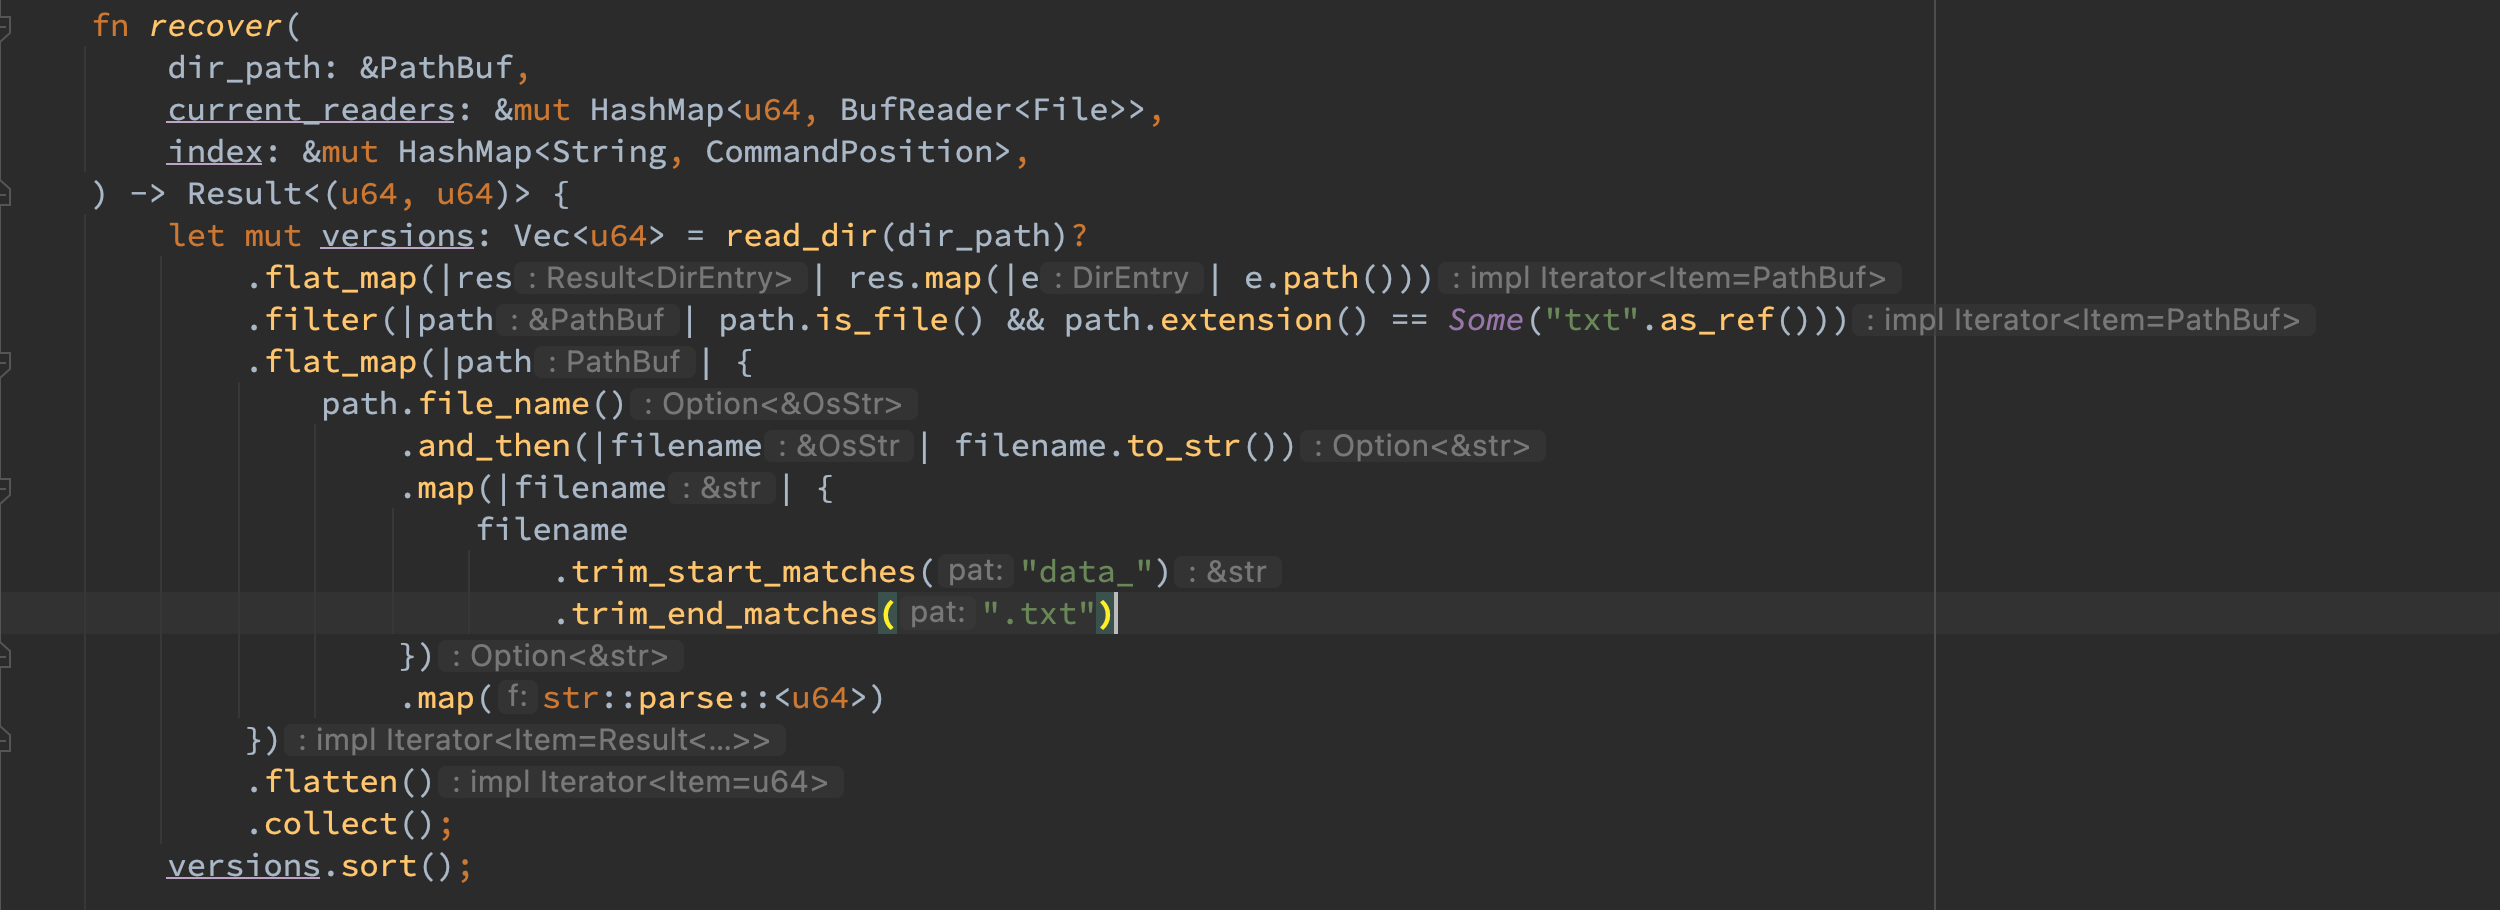 fn recover(
dir_path: &PathBuf,
current_readers: &mut HashMap<u64, BufReader<File>>,
index: &mut HashMap<String, CommandPosition>,
) -> Result<(u64, u64)> {
let mut versions: Vec<u64> = read_dir(dir_path)?
.flat_map(|res : Result<DirEntry> | res.map(|e : DirEntry | e.path())) : impl Iterator<Item=PathBuf>
.filter(|path : &PathBuf | path.is_file() && path.extension() == Some("txt".as_ref())) : impl Iterator<Item=PathBuf>
.flat_map(|path : PathBuf | {
path.file_name() : Option<&OsStr>
.and_then(|filename : &OsStr | filename.to_str()) : Option<&str>
.map(|filename : &str | {
filename
.trim_start_matches( pat: "data_") : &str
.trim_end_matches( pat: ".txt")
}) : Option<&str>
.map( f: str::parse::<u64>)
}) : impl Iterator<Item=Result<...>>
.flatten() : impl Iterator<Item=u64>
.collect();
versions.sort();